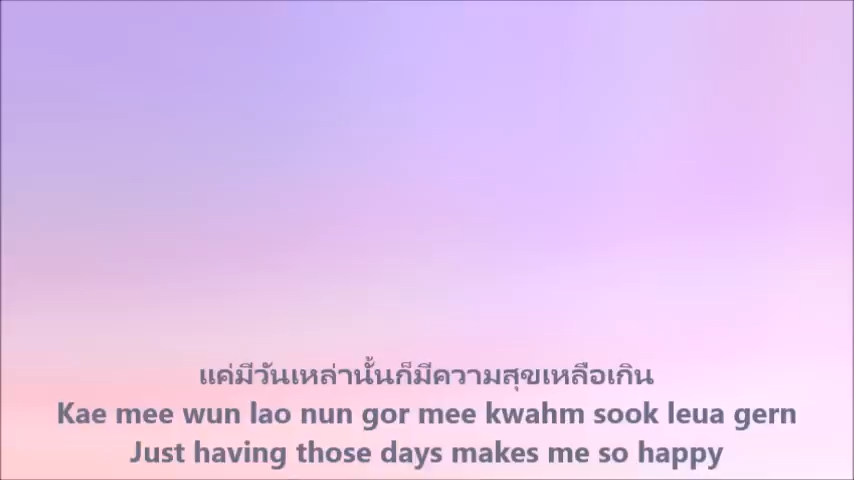 แค่มีวันเหล่านั้นก็มีความสุขเหลือเกิน
Kae mee wun lao nun gor mee kwahm sook leua gern
Just having those days makes me so happy